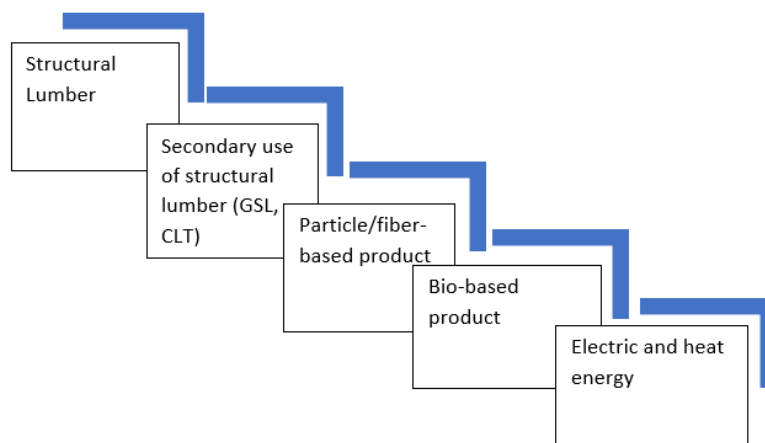 Structural
Lumber
Secondary use
of structural
lumber (GSL,
CLT)
Particle/fiber-
based product
Bio-based
product
Electric and heat
energy